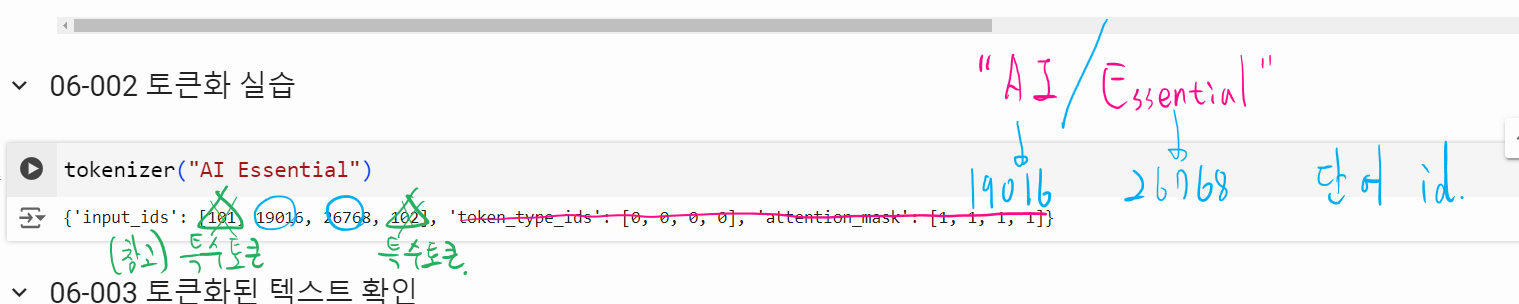 06-002 토큰화 실습
"AI / Essential"
tokenizer("AI Essential")
19016 26768 단어 id.
{'input_ids': [101, 19016, 26768, 102], 'token_type_ids': [0, 0, 0, 0], 'attention_mask': [1, 1, 1, 1]}
(참고) 특수토큰 특수토큰.
06-003 토큰화된 텍스트 확인